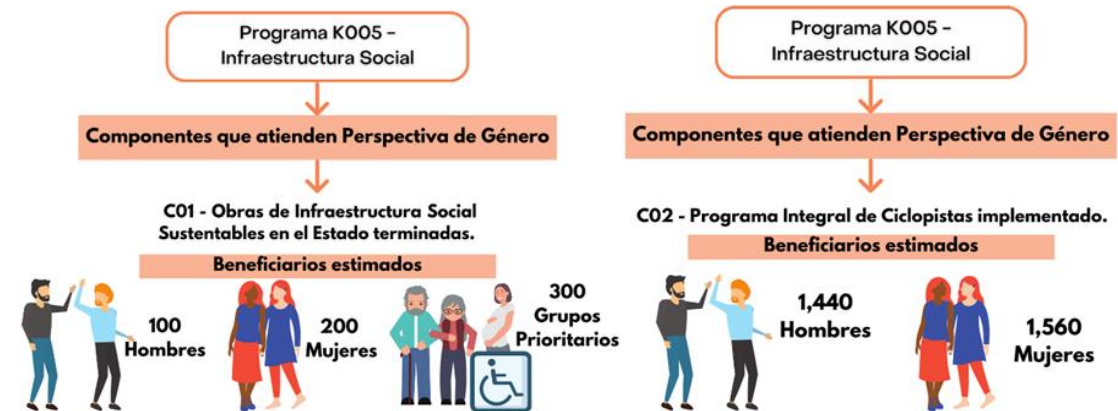 Programa K005 -
Infraestructura Social
Componentes que atienden Perspectiva de Género
C01 - Obras de Infraestructura Social
Sustentables en el Estado terminadas.
Beneficiarios estimados
100
Hombres
200
Mujeres
300
Grupos
Prioritarios
Programa K005 -
Infraestructura Social
Componentes que atienden Perspectiva de Género
C02 - Programa Integral de Ciclopistas implementado.
Beneficiarios estimados
1,440
Hombres
1,560
Mujeres